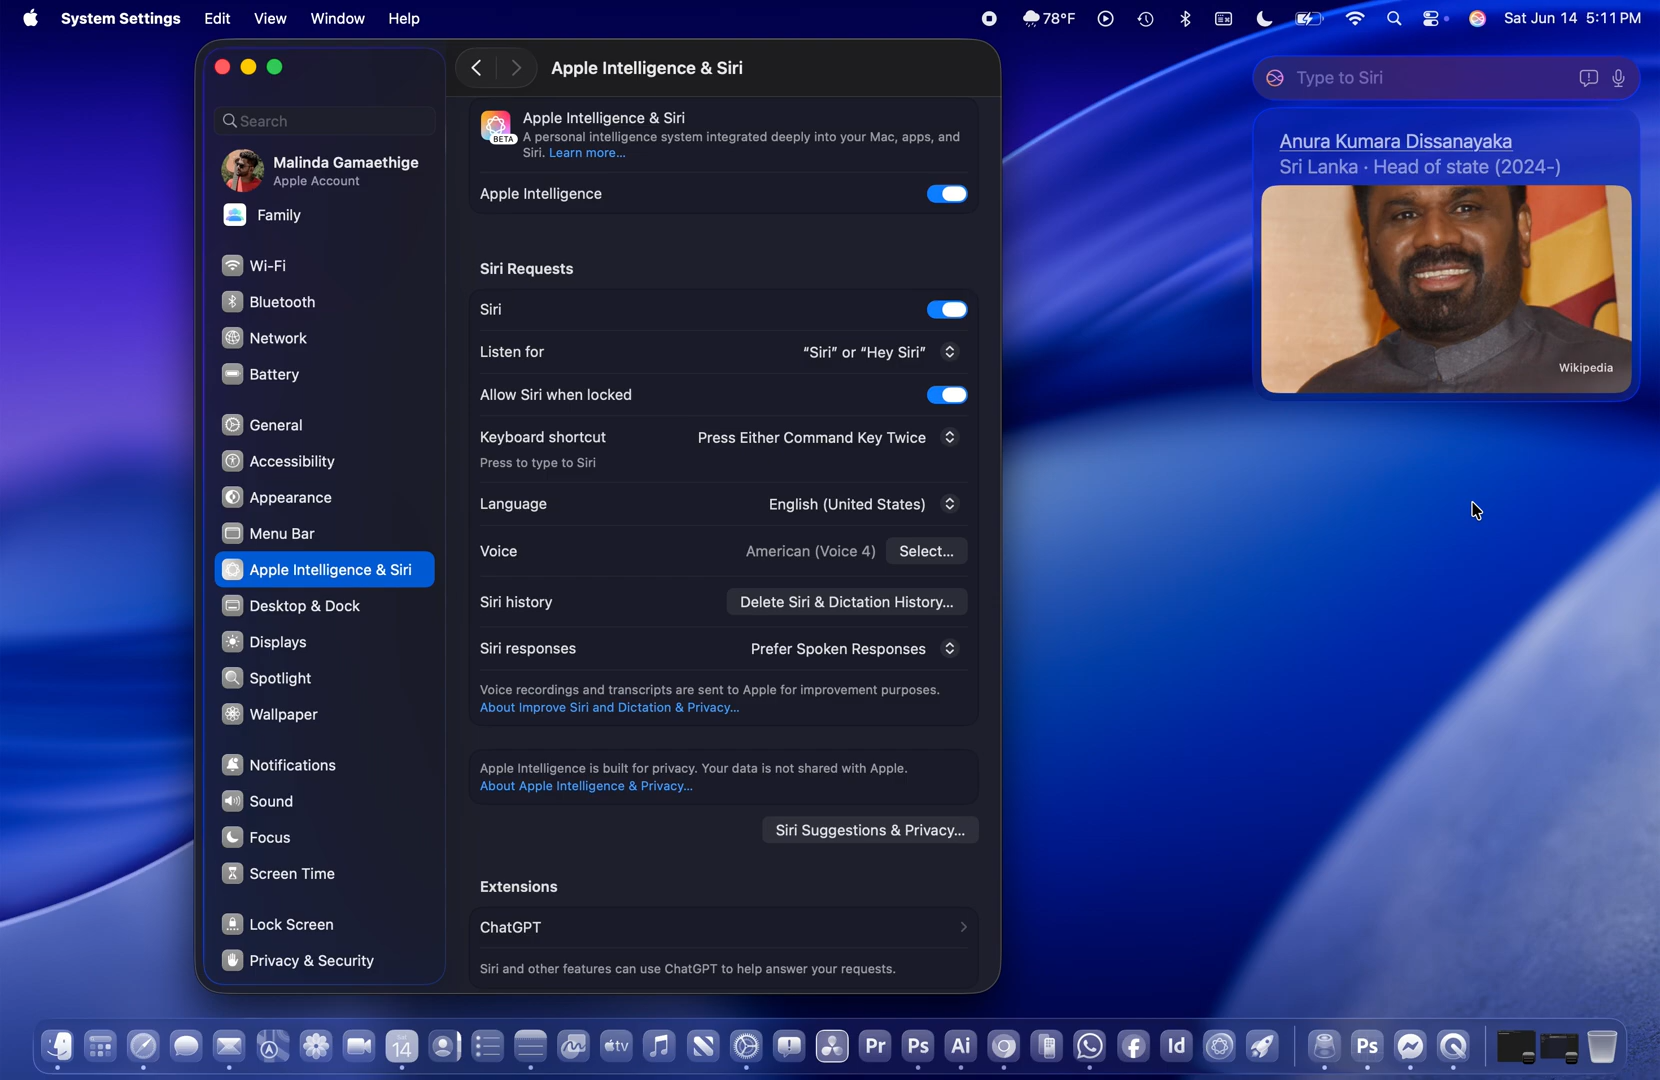 System Settings Edit View Window Help
78°F Sat Jun 14 5:11 PM
Search
Malinda Gamaethige
Apple Account
Family
Wi-Fi
Bluetooth
Network
Battery
General
Accessibility
Appearance
Menu Bar
Apple Intelligence & Siri
Desktop & Dock
Displays
Spotlight
Wallpaper
Notifications
Sound
Focus
Screen Time
Lock Screen
Privacy & Security
Apple Intelligence & Siri
BETA
Apple Intelligence & Siri
A personal intelligence system integrated deeply into your Mac, apps, and
Siri. Learn more...
Apple Intelligence
Siri Requests
Siri
Listen for "Siri" or "Hey Siri"
Allow Siri when locked
Keyboard shortcut Press Either Command Key Twice
Press to type to Siri
Language English (United States)
Voice American (Voice 4) Select...
Siri history Delete Siri & Dictation History...
Siri responses Prefer Spoken Responses
Voice recordings and transcripts are sent to Apple for improvement purposes.
About Improve Siri and Dictation & Privacy...
Apple Intelligence is built for privacy. Your data is not shared with Apple.
About Apple Intelligence & Privacy...
Siri Suggestions & Privacy...
Extensions
ChatGPT
Siri and other features can use ChatGPT to help answer your requests.
Type to Siri
Anura Kumara Dissanayaka
Sri Lanka · Head of state (2024-)
Wikipedia
14 tv Pr Ps Ai Id Ps